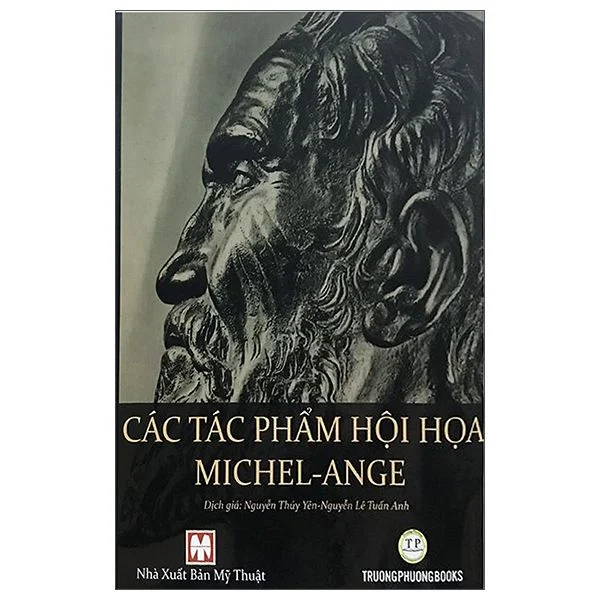 CÁC TÁC PHẨM HỘI HỌA
MICHEL-ANGE
Dịch giả: Nguyễn Thúy Yên-Nguyễn Lê Tuấn Anh
TP
Nhà Xuất Bản Mỹ Thuật
TRUONGPHUONGBOOKS